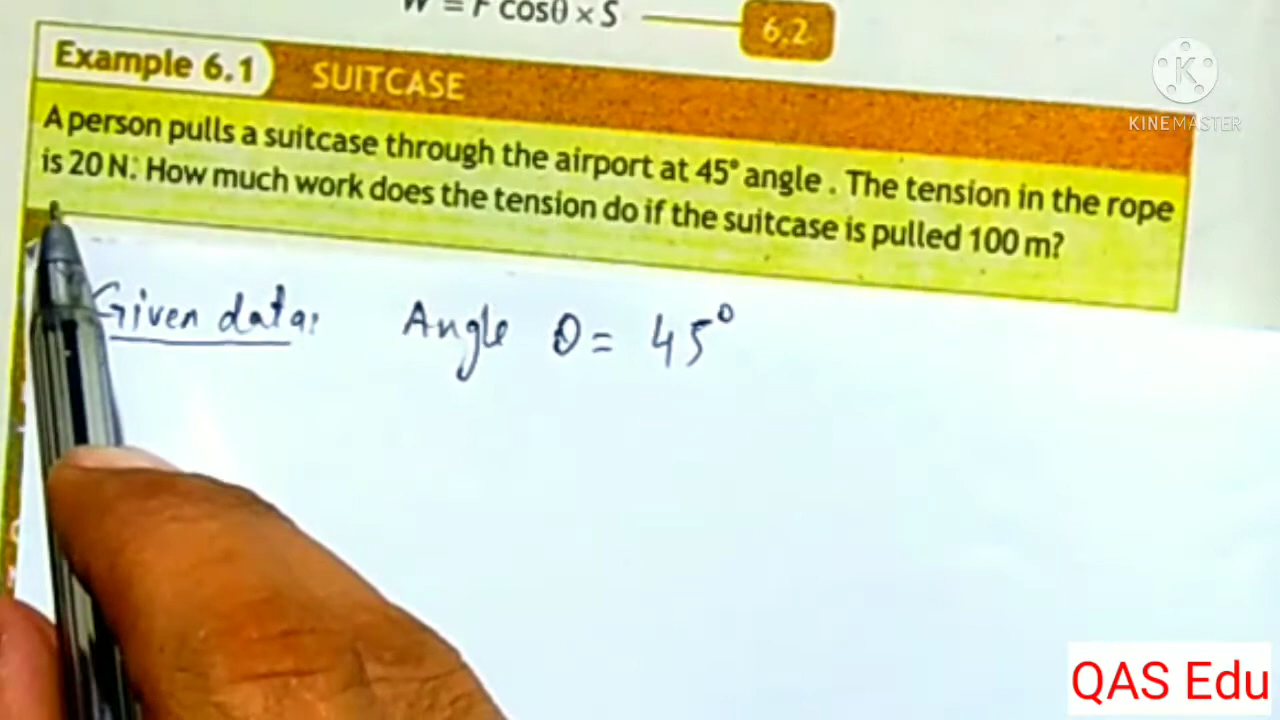 W = F cosθ × S 6.2
Example 6.1 SUITCASE
A person pulls a suitcase through the airport at 45° angle . The tension in the rope
is 20 N. How much work does the tension do if the suitcase is pulled 100 m?
Given data: Angle θ = 45°
KINEMASTER
QAS Edu